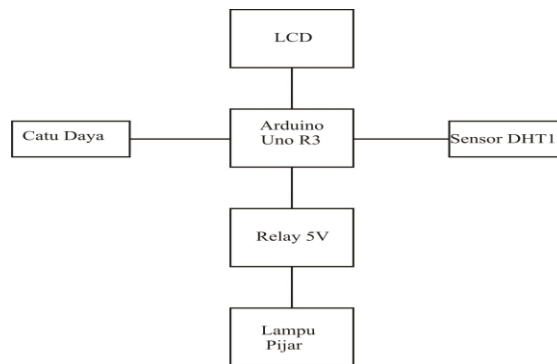 LCD
Catu Daya
Arduino
Uno R3
Sensor DHT1
Relay 5V
Lampu
Pijar